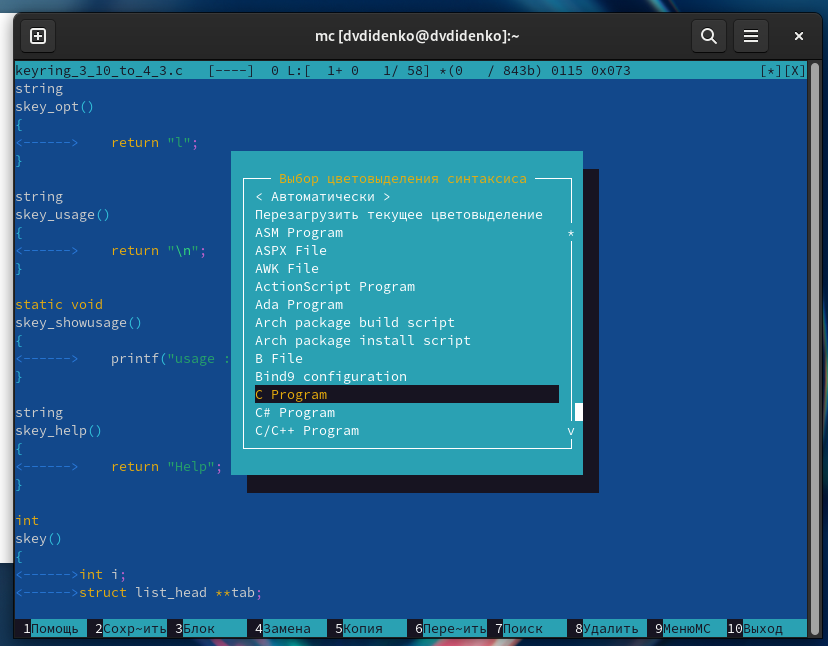 mc [dvdidenko@dvdidenko]:~
keyring_3_10_to_4_3.c   [----]  0 L:[  1+ 0   1/ 58] *(0   / 843b) 0115 0x073   [*][X]
string
skey_opt()
{
<------>    return "l";
}
string
skey_usage()
{
<------>    return "\n";
}
static void
skey_showusage()
{
<------>    printf("usage :
}
string
skey_help()
{
<------>    return "Help";
}
int
skey()
{
<------>int i;
<------>struct list_head **tab;
Выбор цветовыделения синтаксиса
< Автоматически >
Перезагрузить текущее цветовыделение
ASM Program *
ASPX File
AWK File
ActionScript Program
Ada Program
Arch package build script
Arch package install script
B File
Bind9 configuration
C Program
C# Program
C/C++ Program v
1Помощь 2Сохр~ить 3Блок 4Замена 5Копия 6Пере~ить 7Поиск 8Удалить 9МенюМС 10Выход